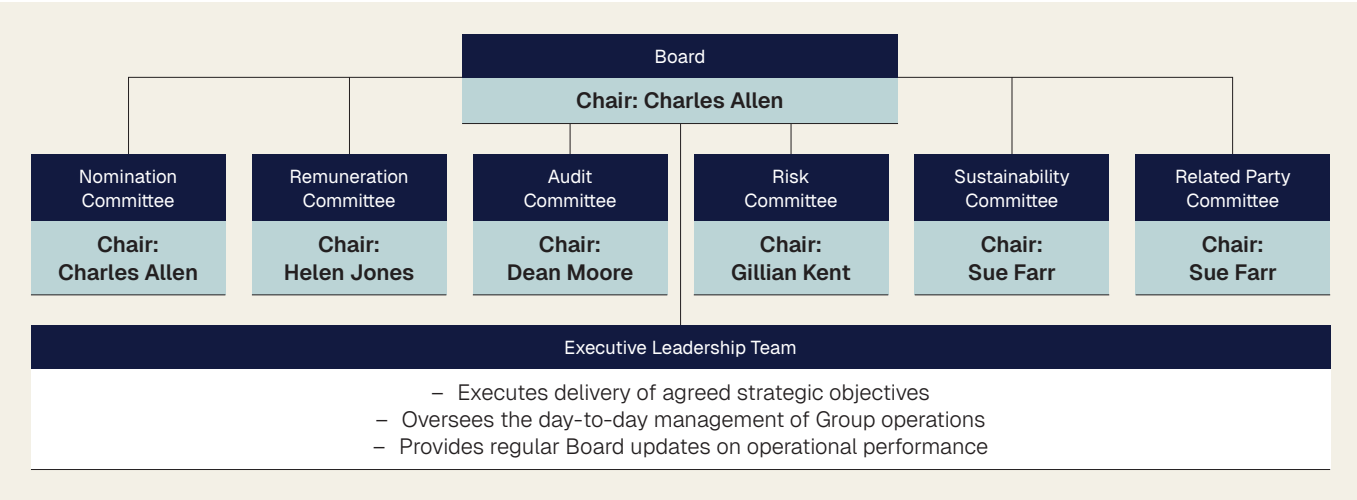 Board
Chair: Charles Allen
Nomination
Committee
Chair:
Charles Allen
Remuneration
Committee
Chair:
Helen Jones
Audit
Committee
Chair:
Dean Moore
Risk
Committee
Chair:
Gillian Kent
Sustainability
Committee
Chair:
Sue Farr
Related Party
Committee
Chair:
Sue Farr
Executive Leadership Team
– Executes delivery of agreed strategic objectives
– Oversees the day-to-day management of Group operations
– Provides regular Board updates on operational performance